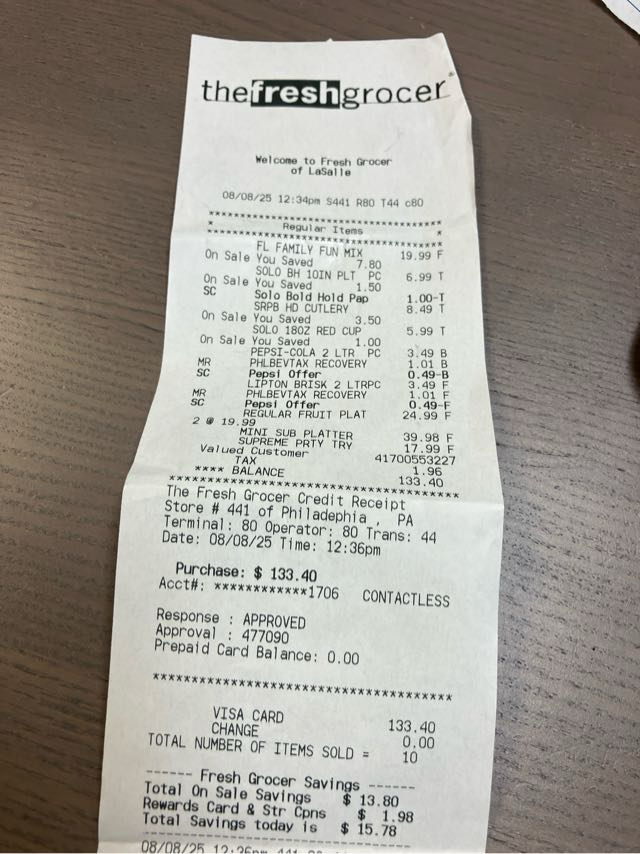 thefreshgrocer®
Welcome to Fresh Grocer
of LaSalle
08/08/25 12:34pm S441 R80 T44 c80
****************************************
* Regular Items *
****************************************
FL FAMILY FUN MIX 19.99 F
On Sale You Saved 7.80
SOLO BH 10IN PLT PC 6.99 T
On Sale You Saved 1.50
SC Solo Bold Hold Pap 1.00-T
SRPB HD CUTLERY 8.49 T
On Sale You Saved 3.50
SOLO 18OZ RED CUP 5.99 T
On Sale You Saved 1.00
PEPSI-COLA 2 LTR PC 3.49 B
MR PHLBEVTAX RECOVERY 1.01 B
SC Pepsi Offer 0.49-B
LIPTON BRISK 2 LTRPC 3.49 F
MR PHLBEVTAX RECOVERY 1.01 F
SC Pepsi Offer 0.49-F
REGULAR FRUIT PLAT 24.99 F
2 @ 19.99
MINI SUB PLATTER 39.98 F
SUPREME PRTY TRY 17.99 F
Valued Customer 41700553227
TAX 1.96
**** BALANCE 133.40
****************************************
The Fresh Grocer Credit Receipt
Store # 441 of Philadephia , PA
Terminal: 80 Operator: 80 Trans: 44
Date: 08/08/25 Time: 12:36pm
Purchase: $ 133.40
Acct#: ************1706 CONTACTLESS
Response : APPROVED
Approval : 477090
Prepaid Card Balance: 0.00
****************************************
VISA CARD 133.40
CHANGE 0.00
TOTAL NUMBER OF ITEMS SOLD = 10
------ Fresh Grocer Savings ------
Total On Sale Savings $ 13.80
Rewards Card & Str Cpns $ 1.98
Total Savings today is $ 15.78
----------------------------------
08/08/25 12:36pm 441